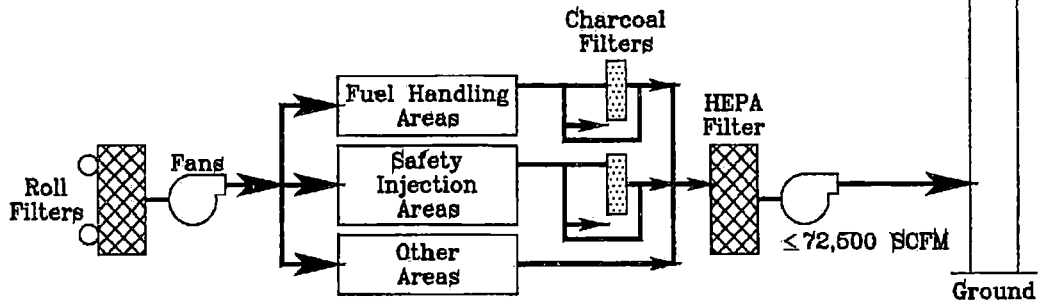 Charcoal
Filters
Fuel Handling
Areas
HEPA
Filter
Fans
Safety
Injection
Areas
Roll
Filters
Other
Areas
≤72,500 SCFM
Ground